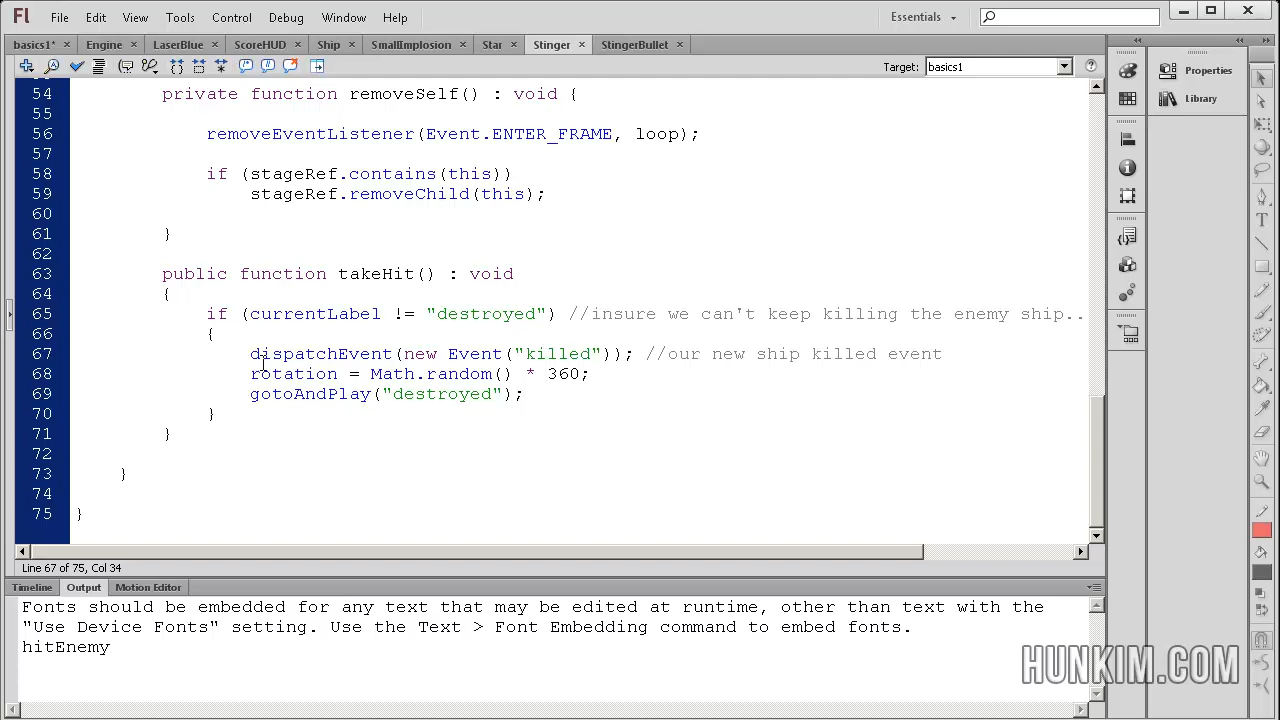 Fl File Edit View Tools Control Debug Window Help Essentials
basics1* × Engine × LaserBlue × ScoreHUD × Ship × SmallImplosion × Star × Stinger × StingerBullet ×
Target: basics1
Properties
Library
54 private function removeSelf() : void {
55
56 removeEventListener(Event.ENTER_FRAME, loop);
57
58 if (stageRef.contains(this))
59 stageRef.removeChild(this);
60
61 }
62
63 public function takeHit() : void
64 {
65 if (currentLabel != "destroyed") //insure we can't keep killing the enemy ship..
66 {
67 dispatchEvent(new Event("killed")); //our new ship killed event
68 rotation = Math.random() * 360;
69 gotoAndPlay("destroyed");
70 }
71 }
72
73 }
74
75 }
Line 67 of 75, Col 34
Timeline Output Motion Editor
Fonts should be embedded for any text that may be edited at runtime, other than text with the
"Use Device Fonts" setting. Use the Text > Font Embedding command to embed fonts.
hitEnemy
HUNKIM.COM